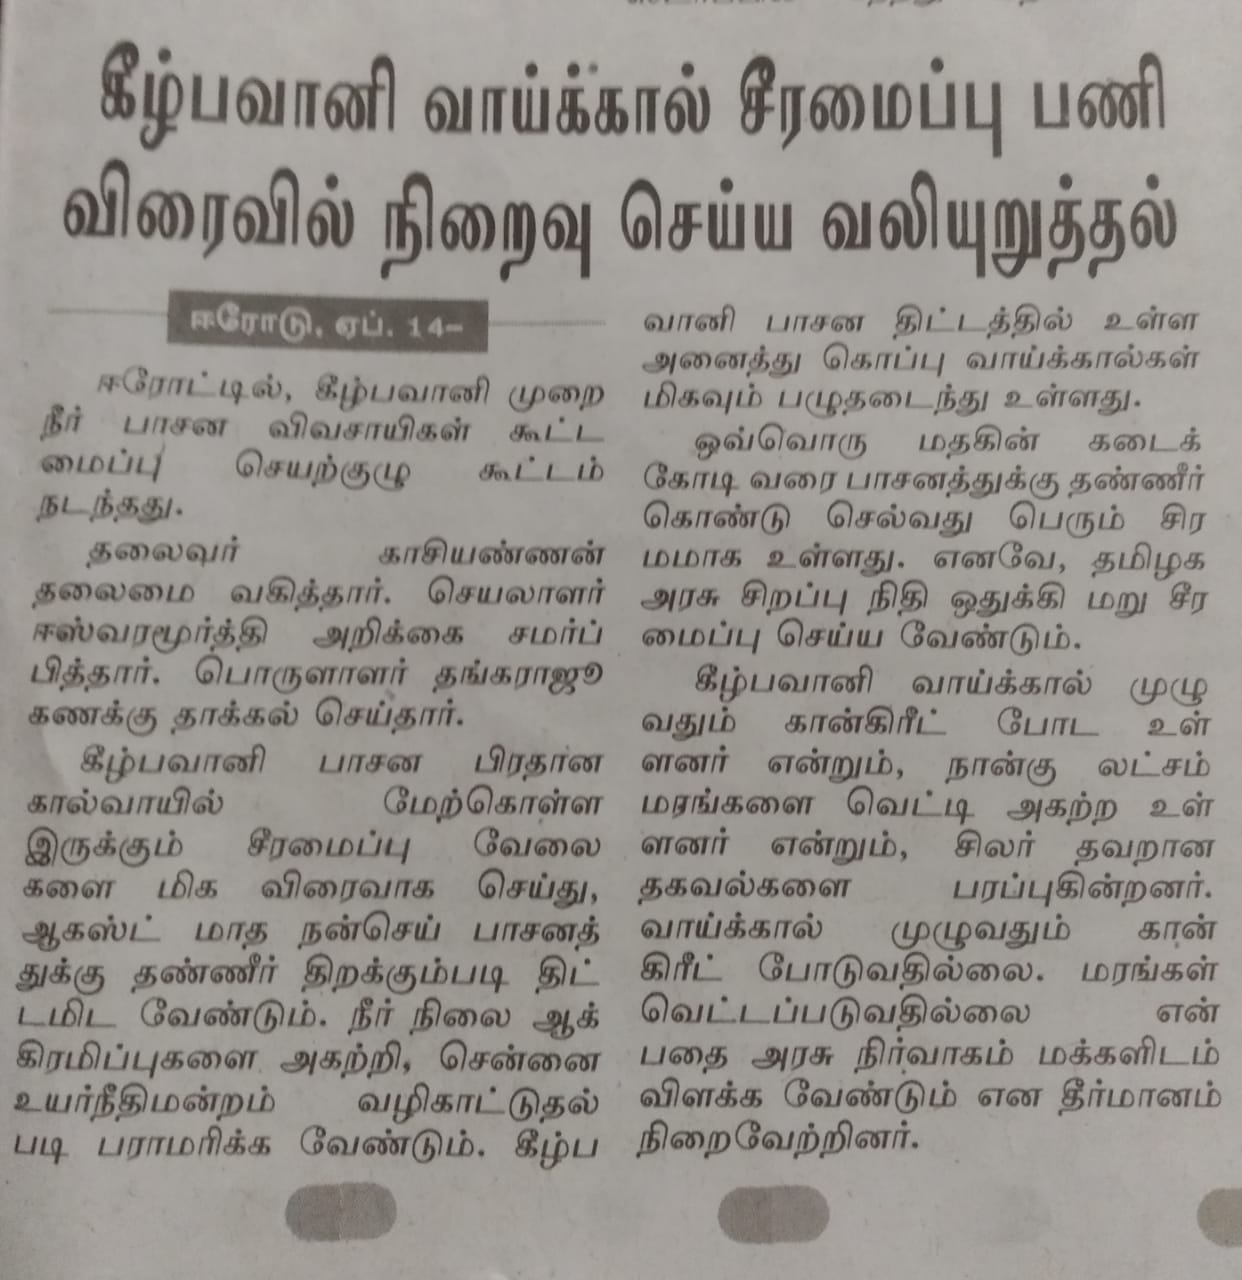 கீழ்பவானி வாய்க்கால் சீரமைப்பு பணி
விரைவில் நிறைவு செய்ய வலியுறுத்தல்
ஈரோடு, ஏப். 14–
ஈரோட்டில், கீழ்பவானி முறை
நீர் பாசன விவசாயிகள் கூட்ட
மைப்பு செயற்குழு கூட்டம்
நடந்தது.
தலைவர் காசியண்ணன்
தலைமை வகித்தார். செயலாளர்
ஈஸ்வரமூர்த்தி அறிக்கை சமர்ப்
பித்தார். பொருளாளர் தங்கராஜூ
கணக்கு தாக்கல் செய்தார்.
கீழ்பவானி பாசன பிரதான
கால்வாயில் மேற்கொள்ள
இருக்கும் சீரமைப்பு வேலை
களை மிக விரைவாக செய்து,
ஆகஸ்ட் மாத நன்செய் பாசனத்
துக்கு தண்ணீர் திறக்கும்படி திட்
டமிட வேண்டும். நீர் நிலை ஆக்
கிரமிப்புகளை அகற்றி, சென்னை
உயர்நீதிமன்றம் வழிகாட்டுதல்
படி பராமரிக்க வேண்டும். கீழ்ப
வானி பாசன திட்டத்தில் உள்ள
அனைத்து கொப்பு வாய்க்கால்கள்
மிகவும் பழுதடைந்து உள்ளது.
ஒவ்வொரு மதகின் கடைக்
கோடி வரை பாசனத்துக்கு தண்ணீர்
கொண்டு செல்வது பெரும் சிர
மமாக உள்ளது. எனவே, தமிழக
அரசு சிறப்பு நிதி ஒதுக்கி மறு சீர
மைப்பு செய்ய வேண்டும்.
கீழ்பவானி வாய்க்கால் முழு
வதும் கான்கிரீட் போட உள்
ளனர் என்றும், நான்கு லட்சம்
மரங்களை வெட்டி அகற்ற உள்
ளனர் என்றும், சிலர் தவறான
தகவல்களை பரப்புகின்றனர்.
வாய்க்கால் முழுவதும் கான்
கிரீட் போடுவதில்லை. மரங்கள்
வெட்டப்படுவதில்லை என்
பதை அரசு நிர்வாகம் மக்களிடம்
விளக்க வேண்டும் என தீர்மானம்
நிறைவேற்றினர்.